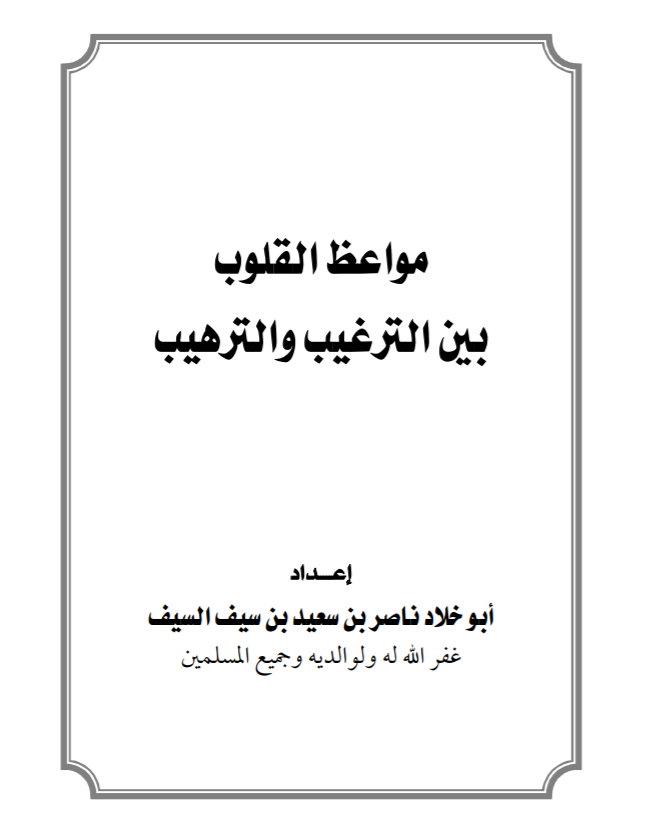 مواعظ القلوب
بين الترغيب والترهيب
إعـــداد
أبو خلاد ناصر بن سعيد بن سيف السيف
غفر الله له ولوالديه وجميع المسلمين